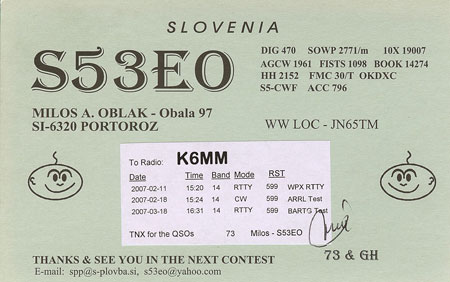 SLOVENIA
S53EO
DIG 470 SOWP 2771/m 10X 19007
AGCW 1961 FISTS 1098 BOOK 14274
HH 2152 FMC 30/T OKDXC
S5-CWF ACC 796
MILOS A. OBLAK - Obala 97
SI-6320 PORTOROZ
WW LOC - JN65TM
To Radio: K6MM
Date Time Band Mode RST
2007-02-11 15:20 14 RTTY 599 WPX RTTY
2007-02-18 15:24 14 CW 599 ARRL Test
2007-03-18 16:31 14 RTTY 599 BARTG Test
TNX for the QSOs 73 Milos - S53EO
73 & GH
THANKS & SEE YOU IN THE NEXT CONTEST
E-mail: spp@s-plovba.si, s53eo@yahoo.com